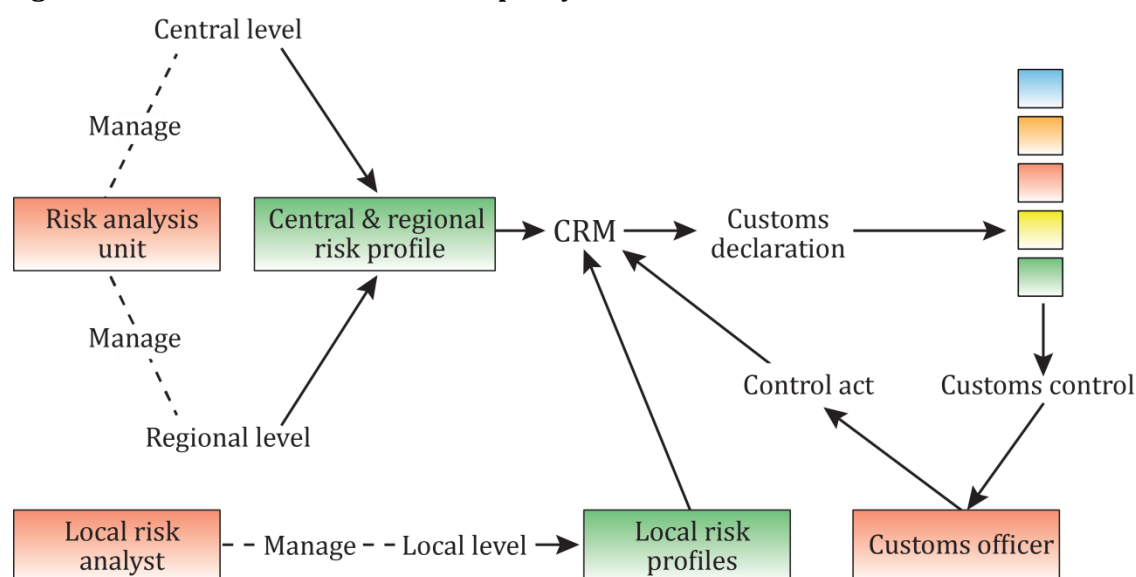 Central level
Manage
Risk analysis
unit
Central & regional
risk profile
CRM
Customs
declaration
Manage
Control act
Customs control
Regional level
Local risk
analyst
Manage
Local level
Local risk
profiles
Customs officer